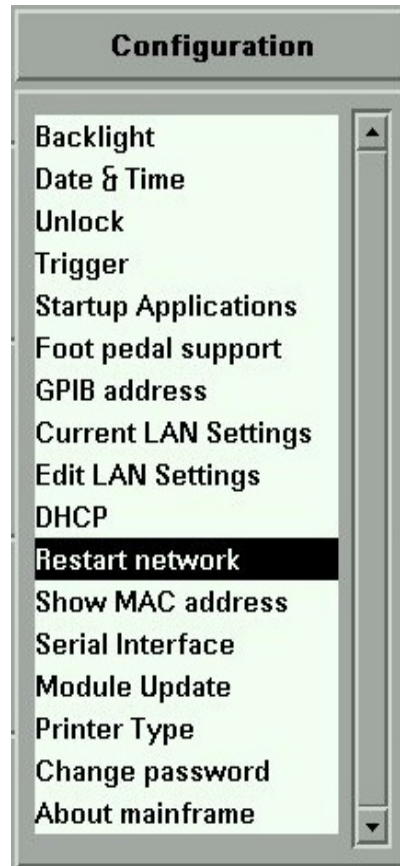 Configuration
Backlight
Date & Time
Unlock
Trigger
Startup Applications
Foot pedal support
GPIB address
Current LAN Settings
Edit LAN Settings
DHCP
Restart network
Show MAC address
Serial Interface
Module Update
Printer Type
Change password
About mainframe